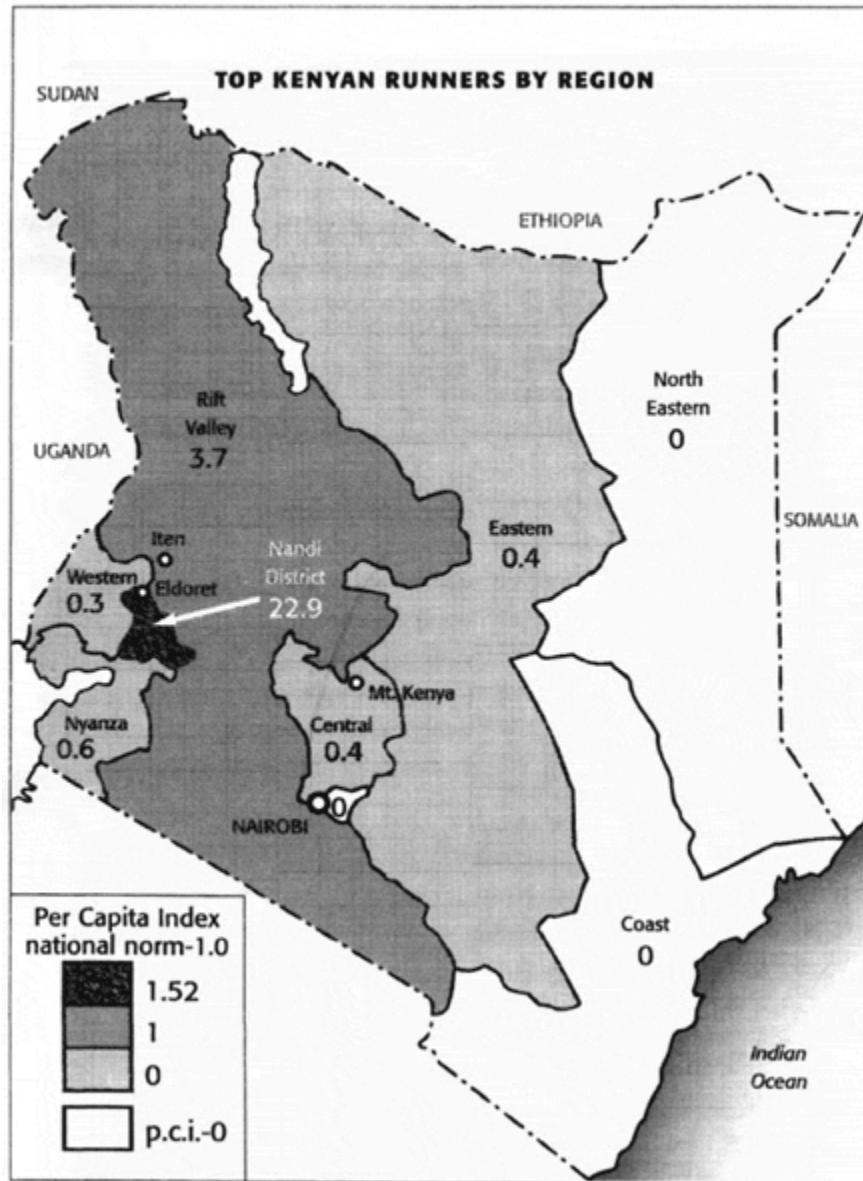 TOP KENYAN RUNNERS BY REGION
SUDAN
ETHIOPIA
North
Eastern
0
Rift
Valley
3.7
UGANDA
SOMALIA
Eastern
0.4
Iten
Nandi
District
22.9
Western
0.3
Eldoret
Mt. Kenya
Central
0.4
Nyanza
0.6
0
NAIROBI
Coast
0
Per Capita Index
national norm-1.0
1.52
1
0
p.c.i.-0
Indian
Ocean